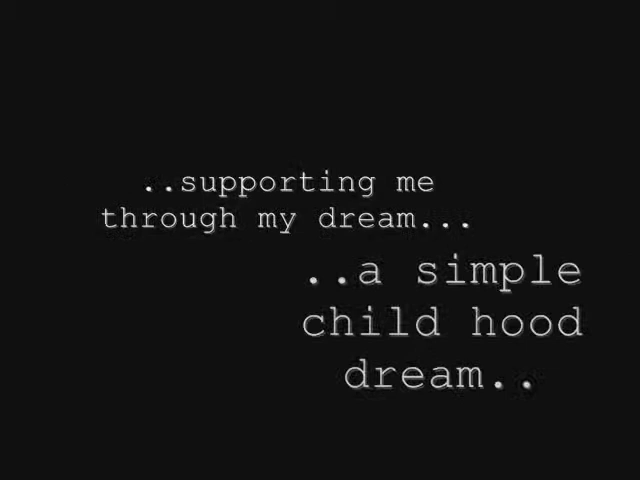 ..supporting me
through my dream...
..a simple
child hood
dream..